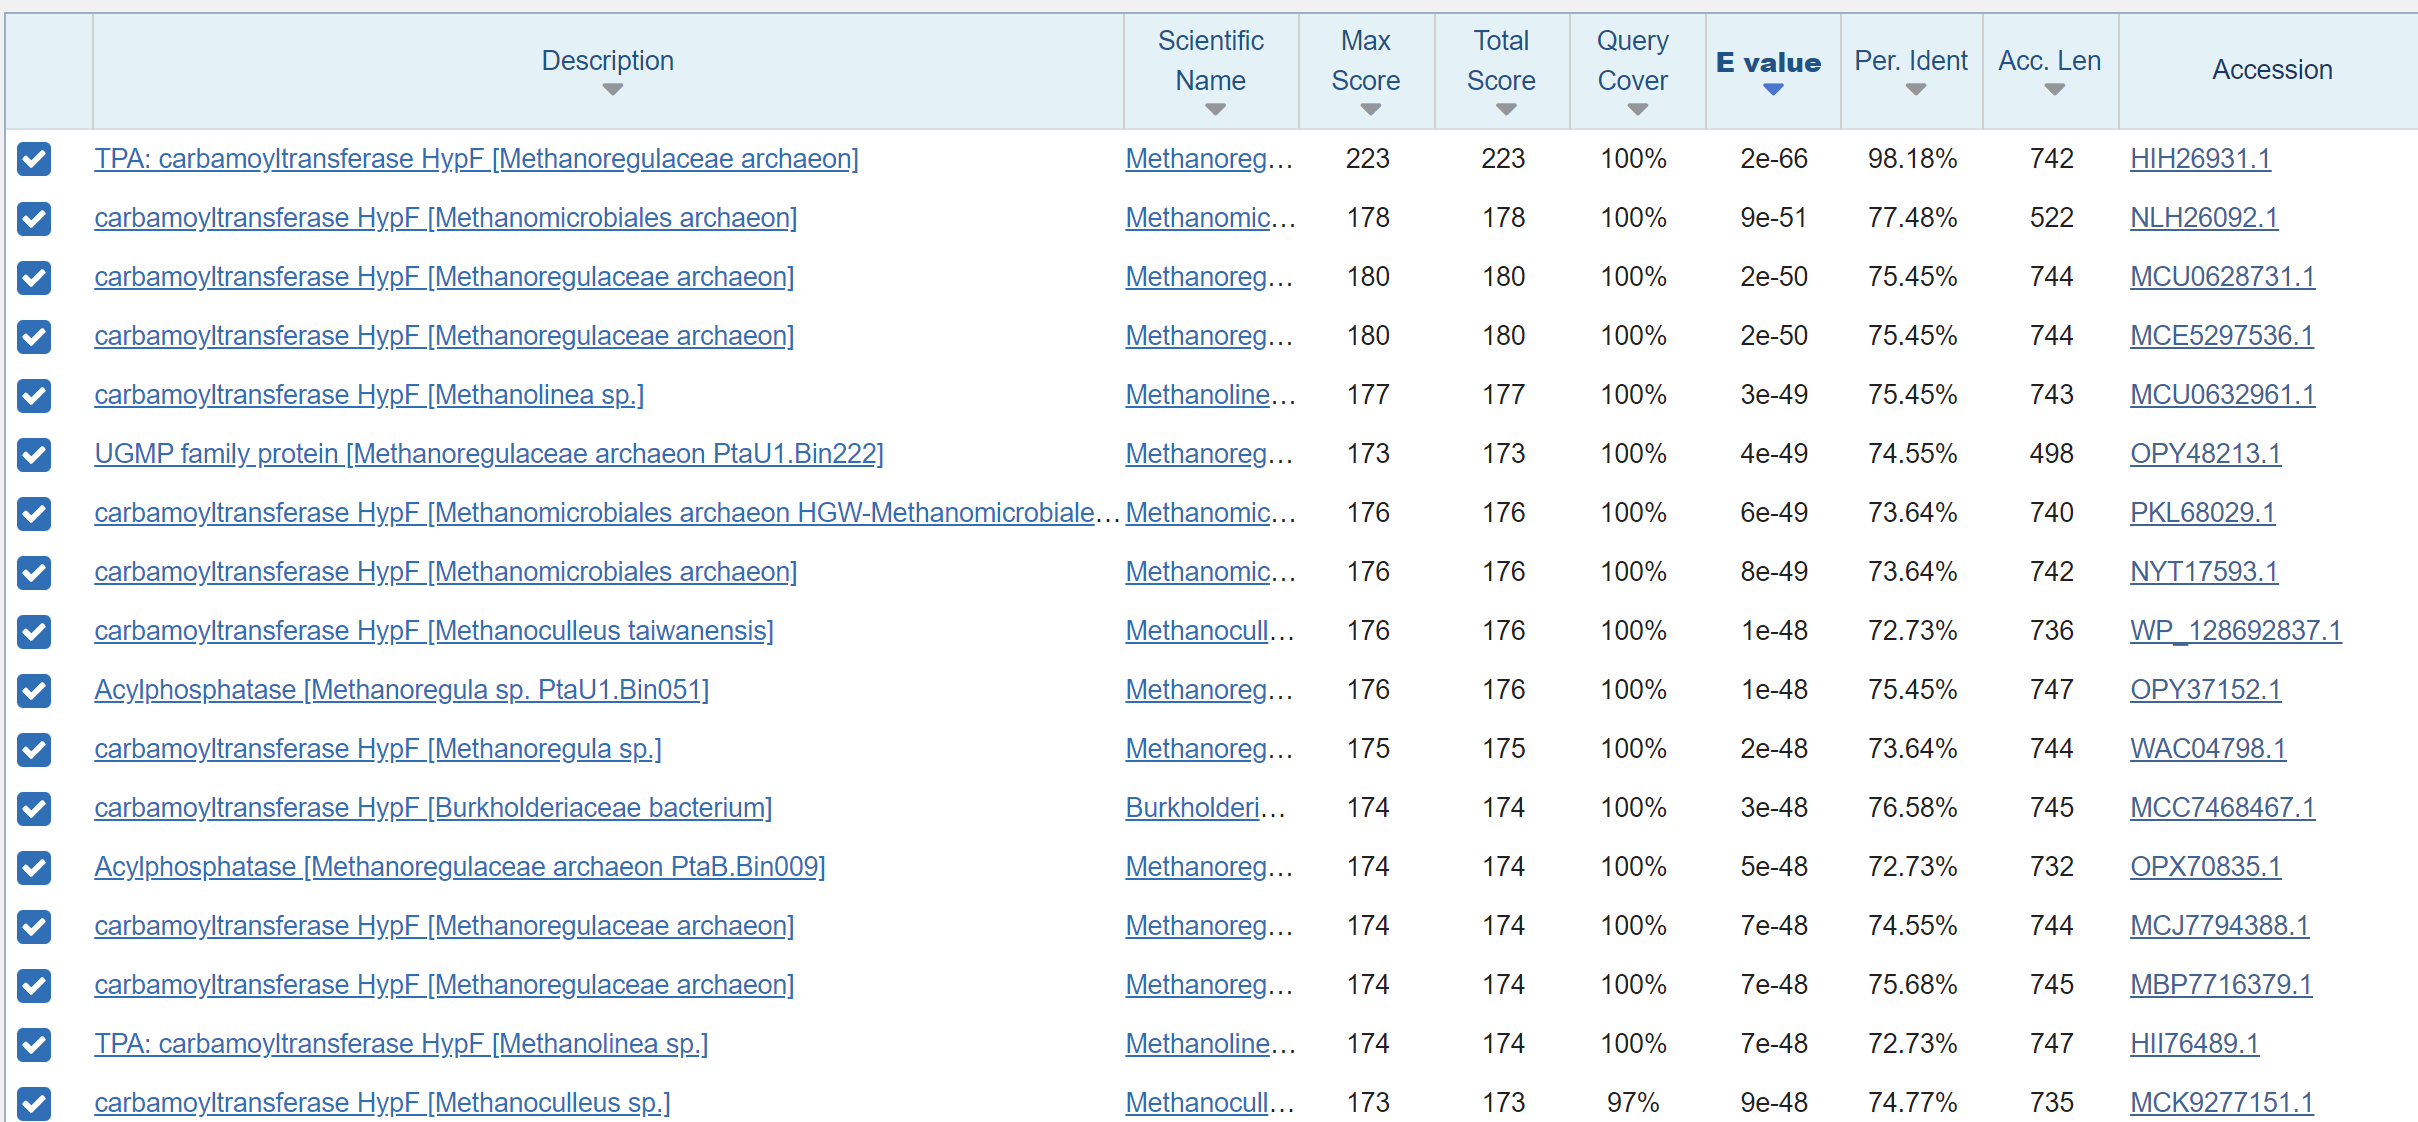 Description Scientific Name Max Score Total Score Query Cover E value Per. Ident Acc. Len Accession
TPA: carbamoyltransferase HypF [Methanoregulaceae archaeon] Methanoreg... 223 223 100% 2e-66 98.18% 742 HIH26931.1
carbamoyltransferase HypF [Methanomicrobiales archaeon] Methanomic... 178 178 100% 9e-51 77.48% 522 NLH26092.1
carbamoyltransferase HypF [Methanoregulaceae archaeon] Methanoreg... 180 180 100% 2e-50 75.45% 744 MCU0628731.1
carbamoyltransferase HypF [Methanoregulaceae archaeon] Methanoreg... 180 180 100% 2e-50 75.45% 744 MCE5297536.1
carbamoyltransferase HypF [Methanolinea sp.] Methanoline... 177 177 100% 3e-49 75.45% 743 MCU0632961.1
UGMP family protein [Methanoregulaceae archaeon PtaU1.Bin222] Methanoreg... 173 173 100% 4e-49 74.55% 498 OPY48213.1
carbamoyltransferase HypF [Methanomicrobiales archaeon HGW-Methanomicrobiale... Methanomic... 176 176 100% 6e-49 73.64% 740 PKL68029.1
carbamoyltransferase HypF [Methanomicrobiales archaeon] Methanomic... 176 176 100% 8e-49 73.64% 742 NYT17593.1
carbamoyltransferase HypF [Methanoculleus taiwanensis] Methanocull... 176 176 100% 1e-48 72.73% 736 WP_128692837.1
Acylphosphatase [Methanoregula sp. PtaU1.Bin051] Methanoreg... 176 176 100% 1e-48 75.45% 747 OPY37152.1
carbamoyltransferase HypF [Methanoregula sp.] Methanoreg... 175 175 100% 2e-48 73.64% 744 WAC04798.1
carbamoyltransferase HypF [Burkholderiaceae bacterium] Burkholderi... 174 174 100% 3e-48 76.58% 745 MCC7468467.1
Acylphosphatase [Methanoregulaceae archaeon PtaB.Bin009] Methanoreg... 174 174 100% 5e-48 72.73% 732 OPX70835.1
carbamoyltransferase HypF [Methanoregulaceae archaeon] Methanoreg... 174 174 100% 7e-48 74.55% 744 MCJ7794388.1
carbamoyltransferase HypF [Methanoregulaceae archaeon] Methanoreg... 174 174 100% 7e-48 75.68% 745 MBP7716379.1
TPA: carbamoyltransferase HypF [Methanolinea sp.] Methanoline... 174 174 100% 7e-48 72.73% 747 HII76489.1
carbamoyltransferase HypF [Methanoculleus sp.] Methanocull... 173 173 97% 9e-48 74.77% 735 MCK9277151.1